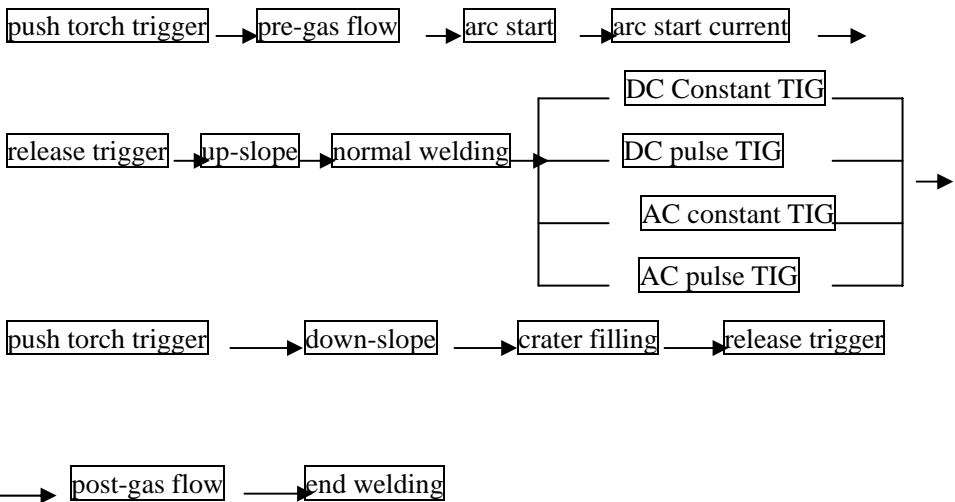 push torch trigger pre-gas flow arc start arc start current
DC Constant TIG
release trigger up-slope normal welding DC pulse TIG
AC constant TIG
AC pulse TIG
push torch trigger down-slope crater filling release trigger
post-gas flow end welding